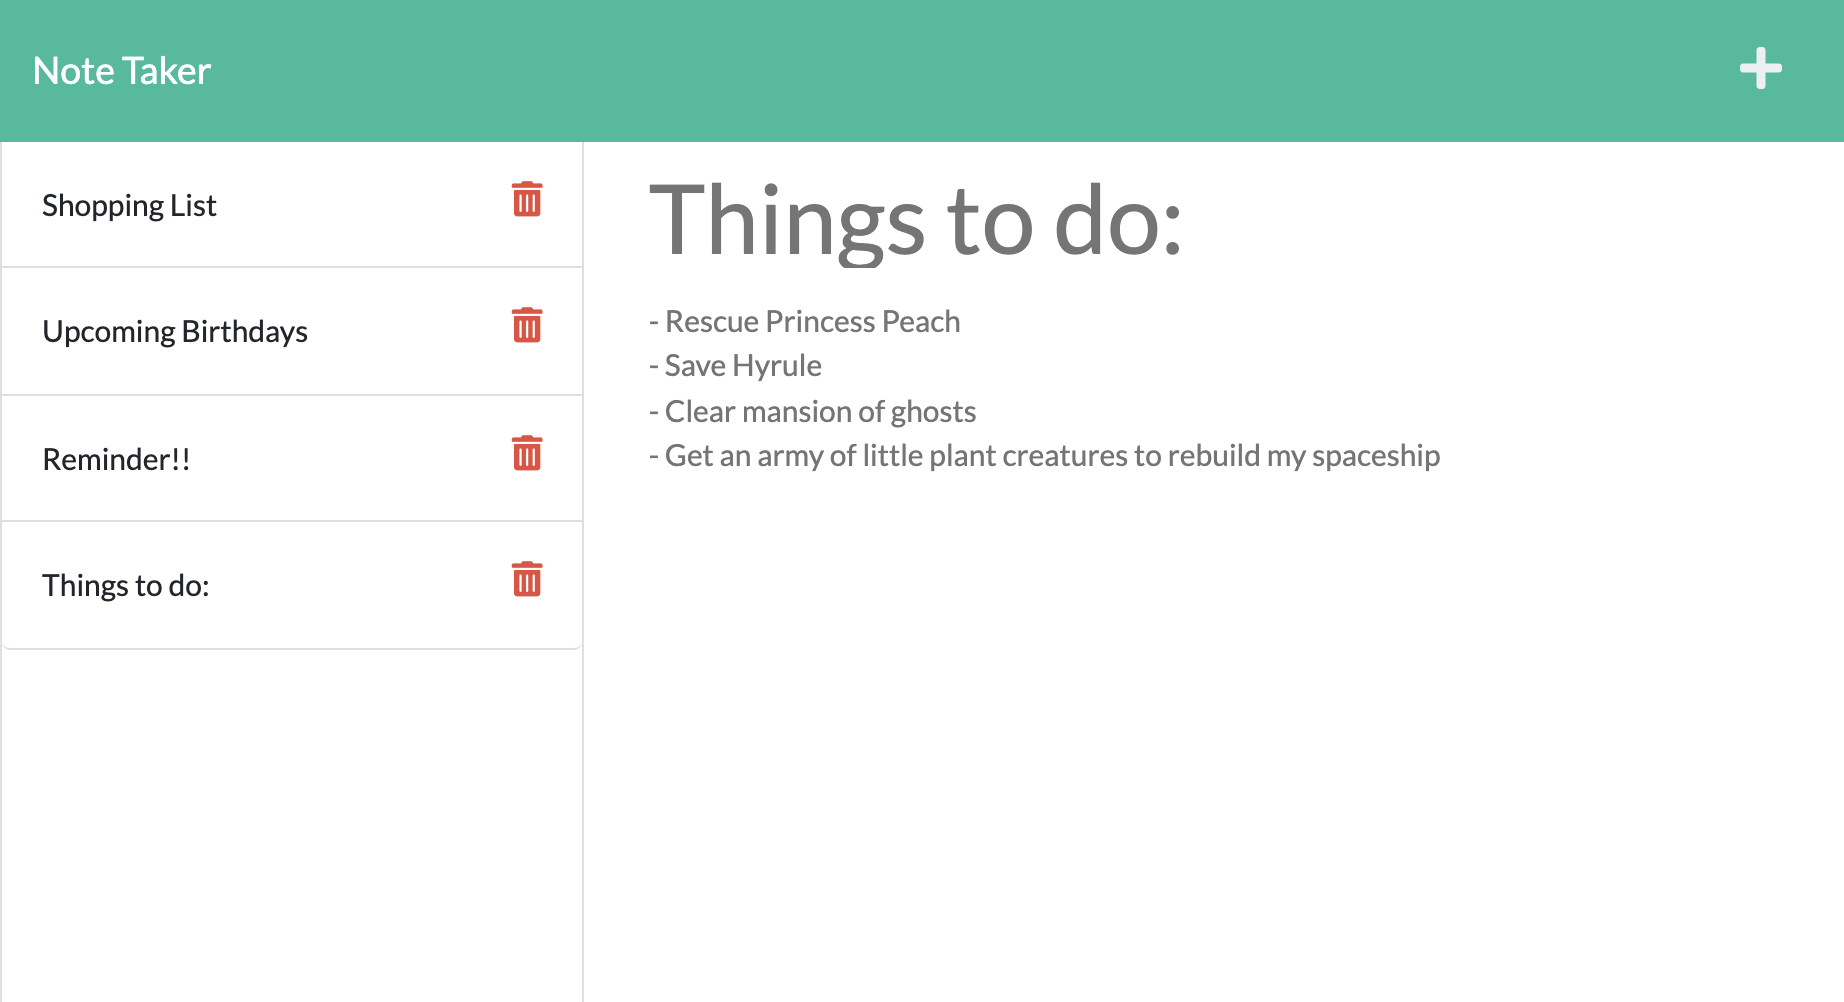 Note Taker
Shopping List
Upcoming Birthdays
Reminder!!
Things to do:
Things to do:
- Rescue Princess Peach
- Save Hyrule
- Clear mansion of ghosts
- Get an army of little plant creatures to rebuild my spaceship